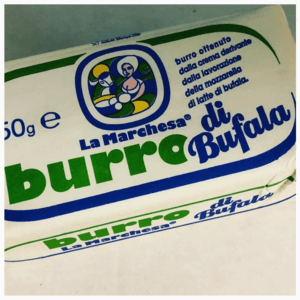 burro ottenuto
dalla crema derivante
dalla lavorazione
della mozzarella
di latte di bufala.
50g e
La Marchesa®
burro di Bufala
burro di Bufala
La Marchesa®